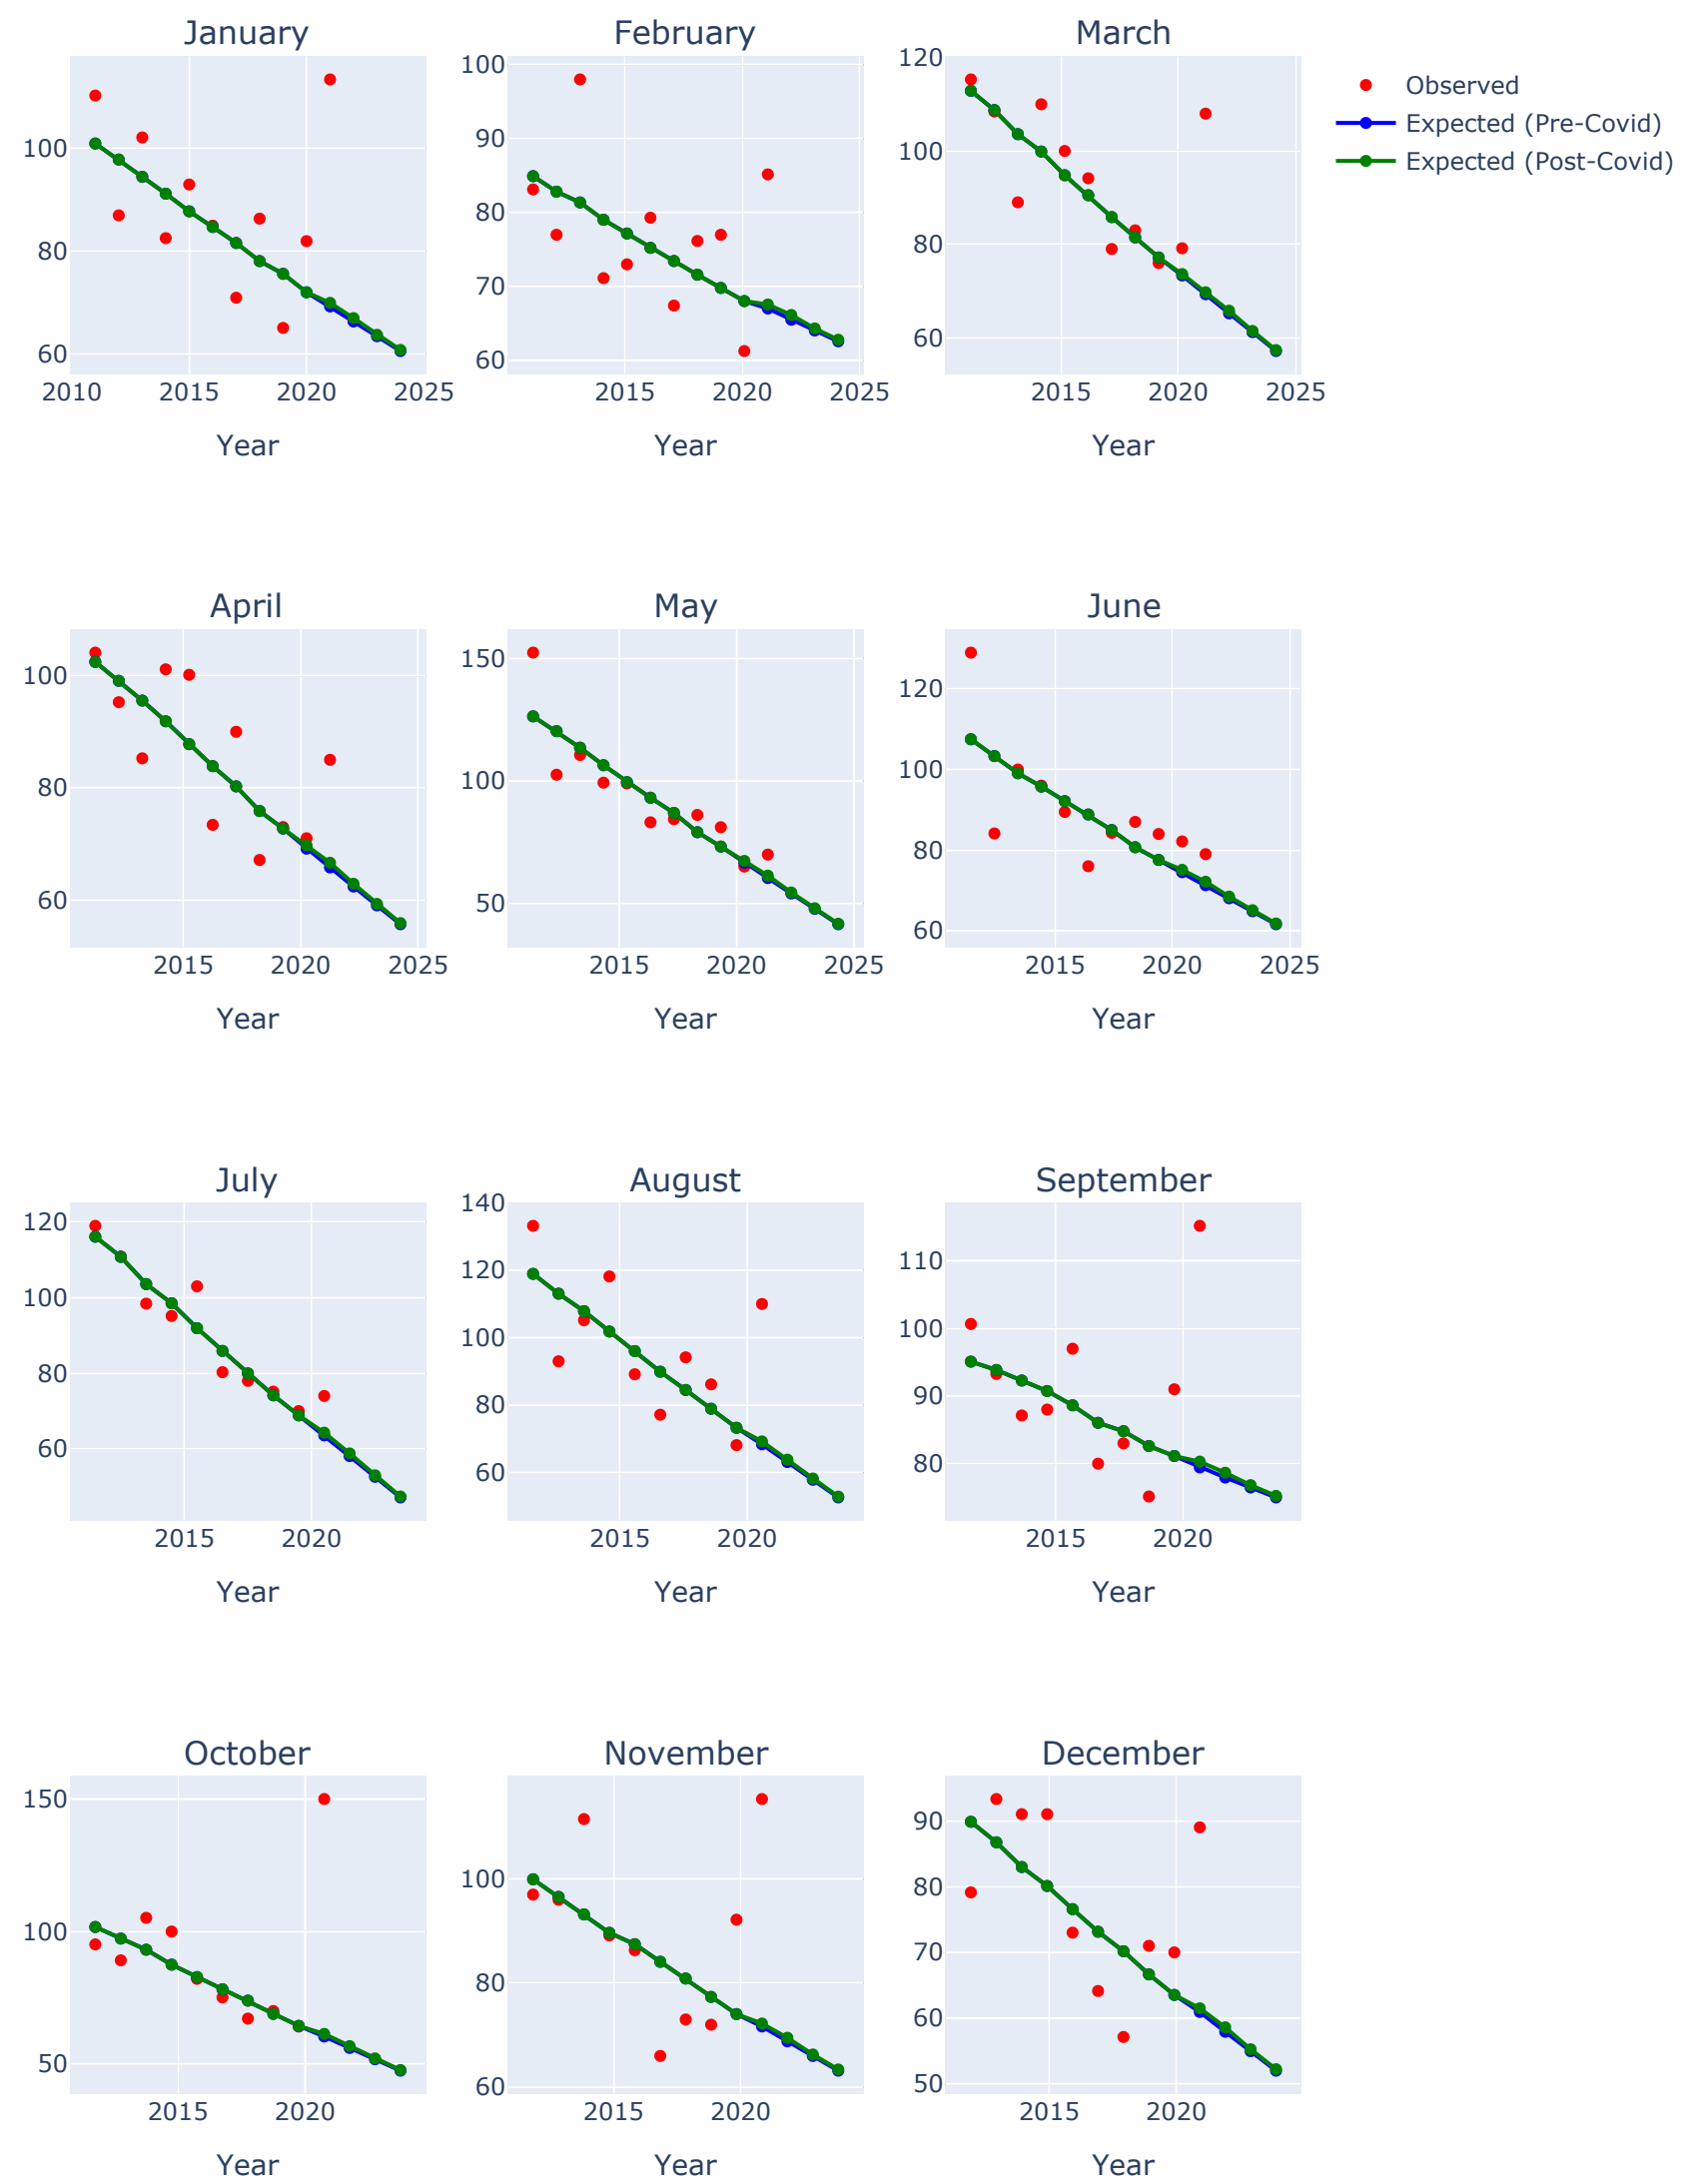 January February March
100
80
60
2010 2015 2020 2025
Year
100
90
80
70
60
2015 2020 2025
Year
120
100
80
60
2015 2020 2025
Year
Observed
Expected (Pre-Covid)
Expected (Post-Covid)
April May June
100
80
60
2015 2020 2025
Year
150
100
50
2015 2020 2025
Year
120
100
80
60
2015 2020 2025
Year
July August September
120
100
80
60
2015 2020
Year
140
120
100
80
60
2015 2020
Year
110
100
90
80
2015 2020
Year
October November December
150
100
50
2015 2020
Year
100
80
60
2015 2020
Year
90
80
70
60
50
2015 2020
Year